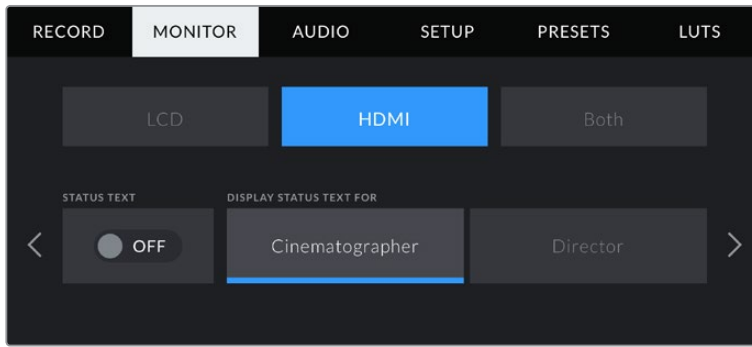 RECORD MONITOR AUDIO SETUP PRESETS LUTS
LCD HDMI Both
STATUS TEXT DISPLAY STATUS TEXT FOR
OFF Cinematographer Director